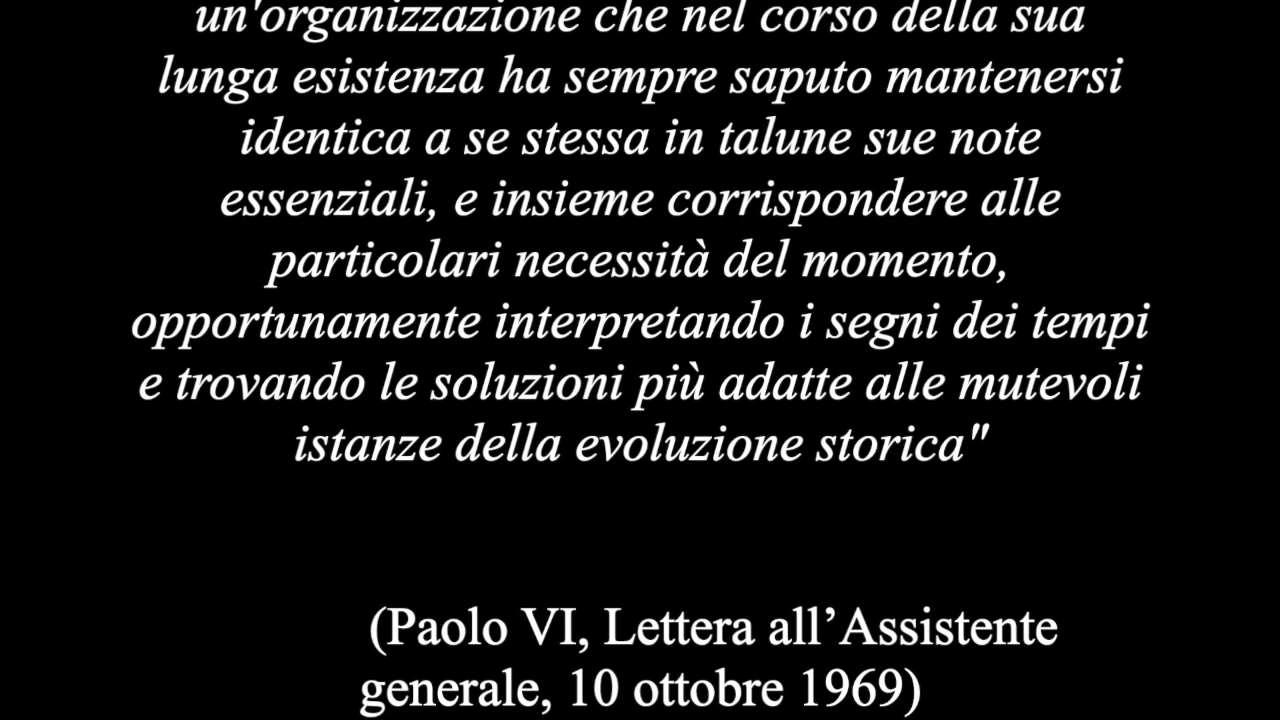 un'organizzazione che nel corso della sua
lunga esistenza ha sempre saputo mantenersi
identica a se stessa in talune sue note
essenziali, e insieme corrispondere alle
particolari necessità del momento,
opportunamente interpretando i segni dei tempi
e trovando le soluzioni più adatte alle mutevoli
istanze della evoluzione storica"
(Paolo VI, Lettera all’Assistente
generale, 10 ottobre 1969)